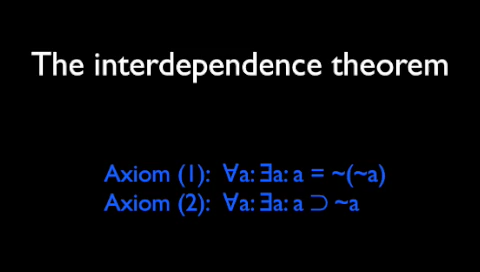 The interdependence theorem
Axiom (1): ∀a: ∃a: a = ~(~a)
Axiom (2): ∀a: ∃a: a ⊃ ~a